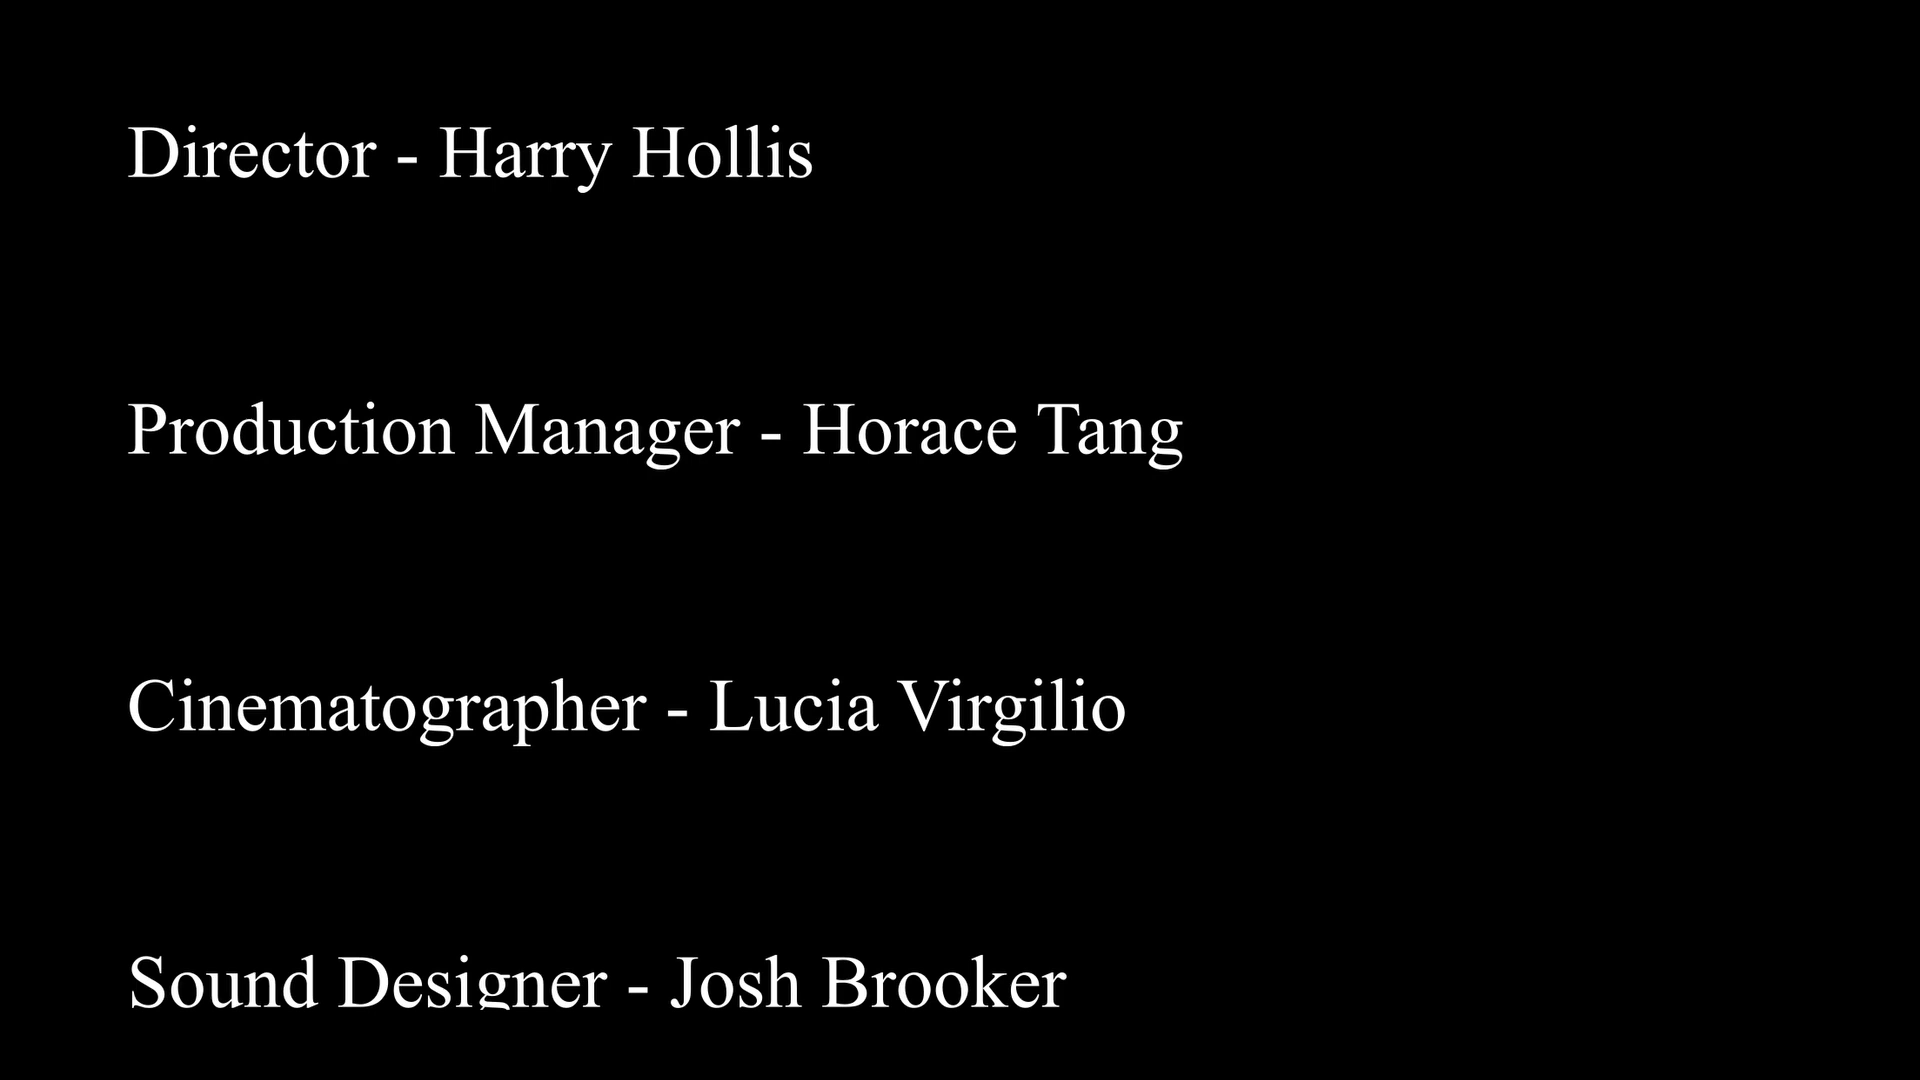 Director - Harry Hollis
Production Manager - Horace Tang
Cinematographer - Lucia Virgilio
Sound Designer - Josh Brooker